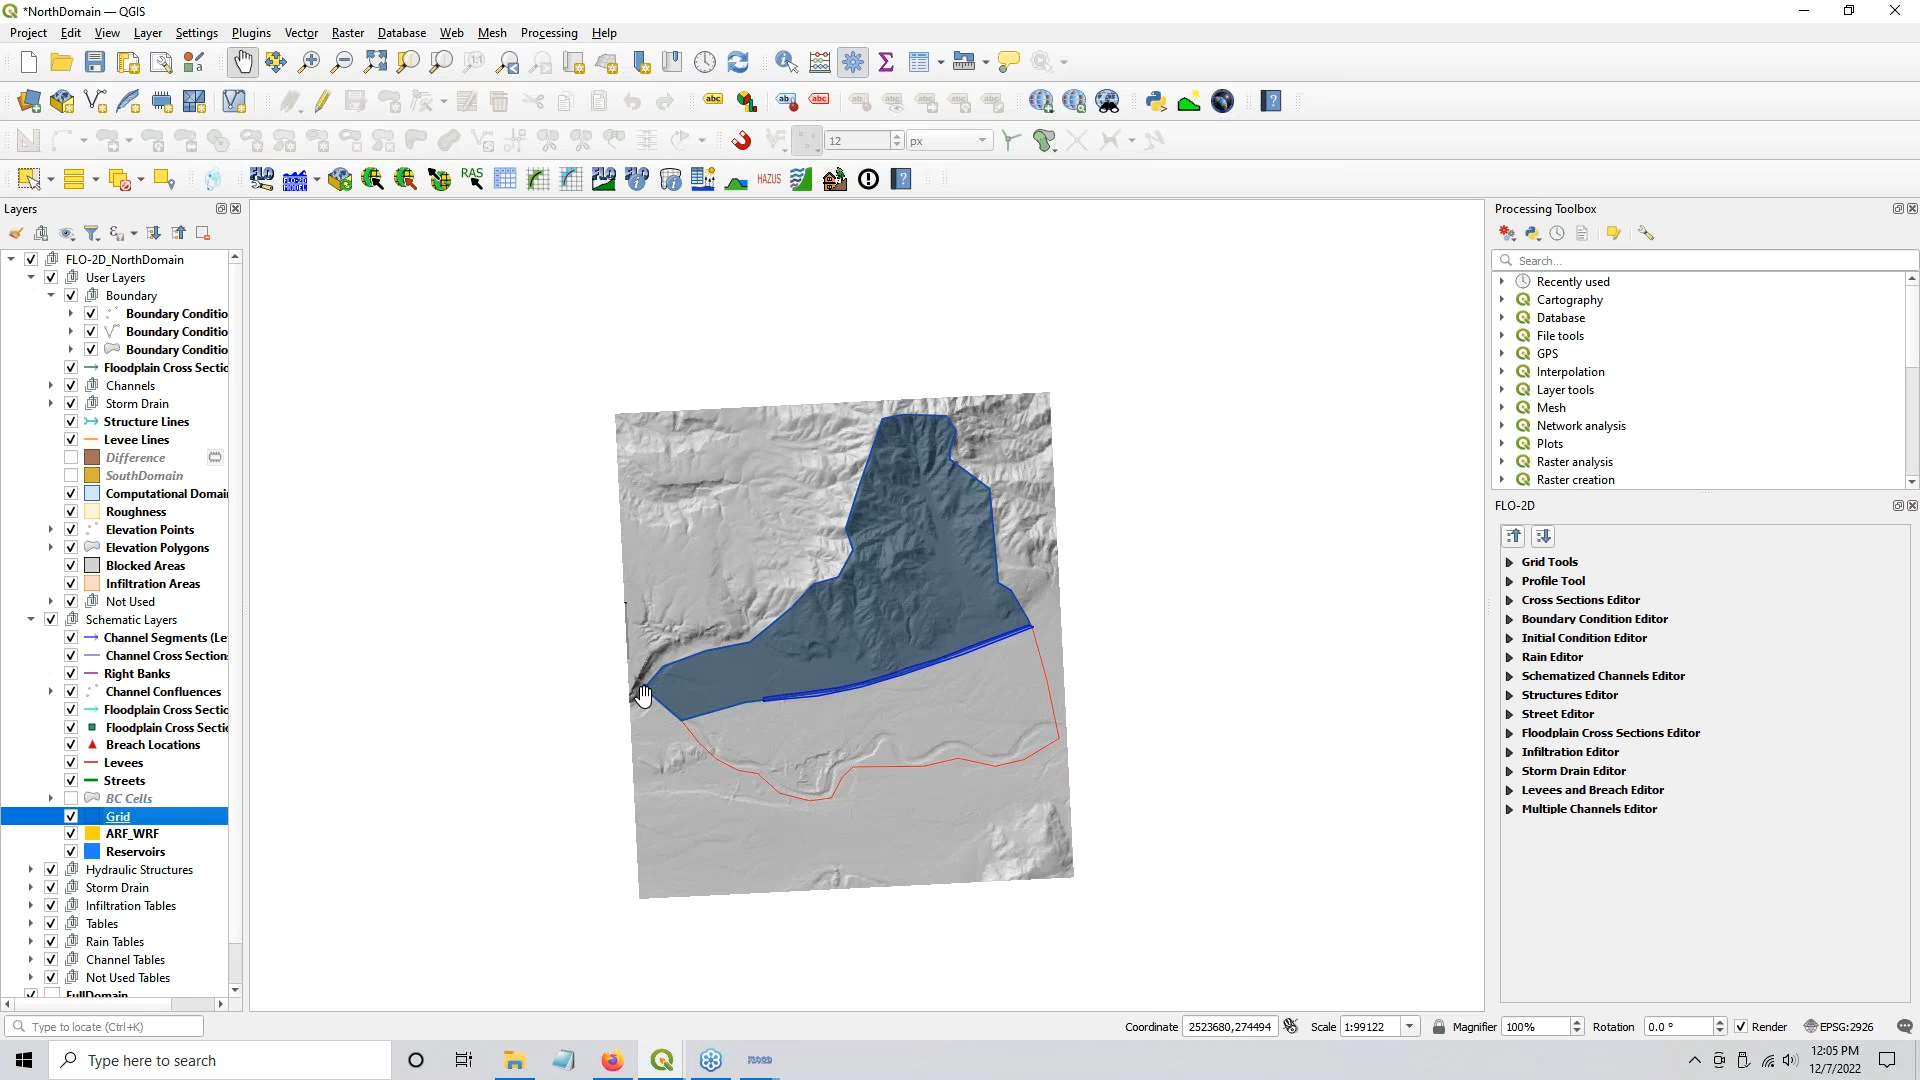 *NorthDomain — QGIS
Project Edit View Layer Settings Plugins Vector Raster Database Web Mesh Processing Help
abc abc abc
12 px
FLO RAS HAZUS
Layers
FLO-2D_NorthDomain
User Layers
Boundary
Boundary Conditio
Boundary Conditio
Boundary Conditio
Floodplain Cross Sectic
Channels
Storm Drain
Structure Lines
Levee Lines
Difference
SouthDomain
Computational Domai
Roughness
Elevation Points
Elevation Polygons
Blocked Areas
Infiltration Areas
Not Used
Schematic Layers
Channel Segments (Le
Channel Cross Section
Right Banks
Channel Confluences
Floodplain Cross Sectic
Floodplain Cross Sectic
Breach Locations
Levees
Streets
BC Cells
Grid
ARF_WRF
Reservoirs
Hydraulic Structures
Storm Drain
Infiltration Tables
Tables
Rain Tables
Channel Tables
Not Used Tables
FullDomain
Processing Toolbox
Search...
Recently used
Cartography
Database
File tools
GPS
Interpolation
Layer tools
Mesh
Network analysis
Plots
Raster analysis
Raster creation
FLO-2D
Grid Tools
Profile Tool
Cross Sections Editor
Boundary Condition Editor
Initial Condition Editor
Rain Editor
Schematized Channels Editor
Structures Editor
Street Editor
Floodplain Cross Sections Editor
Infiltration Editor
Storm Drain Editor
Levees and Breach Editor
Multiple Channels Editor
Type to locate (Ctrl+K)
Coordinate 2523680,274494 Scale 1:99122 Magnifier 100% Rotation 0.0 ° Render EPSG:2926
Type here to search
12:05 PM
12/7/2022